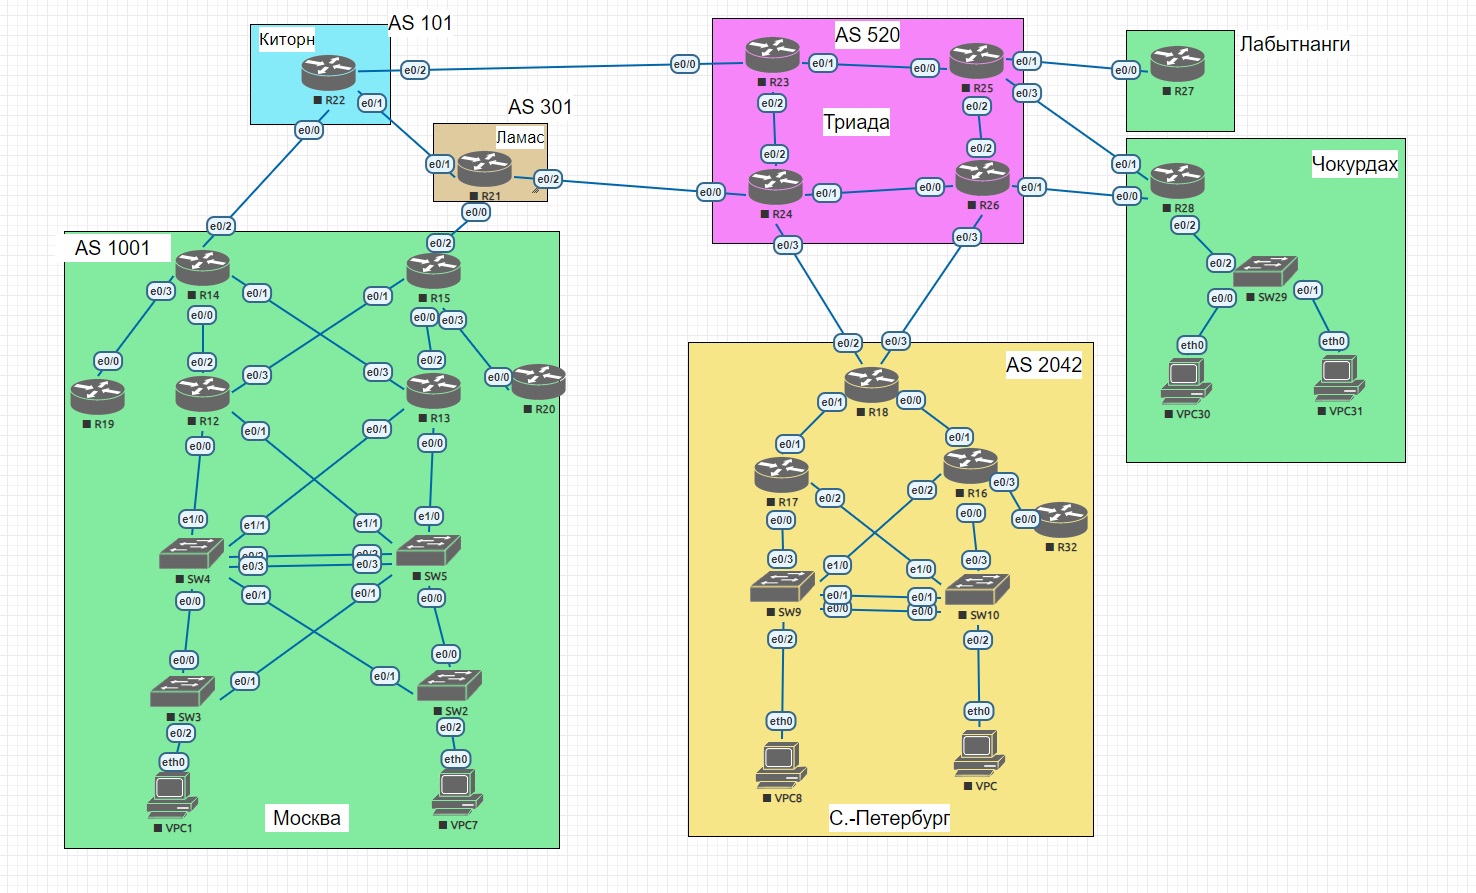 AS 101
Киторн
R22
e0/2
e0/1
e0/0
AS 301
Ламас
e0/1
R21
e0/2
e0/0
AS 520
e0/0
R23
e0/1
e0/2
e0/0
R25
e0/1
e0/3
e0/2
Триада
e0/2
e0/0
R24
e0/1
e0/3
e0/2
e0/0
R26
e0/1
e0/3
Лабытнанги
e0/0
R27
Чокурдах
e0/1
e0/0
R28
e0/2
e0/2
SW29
e0/0
e0/1
eth0
VPC30
eth0
VPC31
AS 1001
e0/2
R14
e0/3
e0/1
e0/0
e0/2
R15
e0/1
e0/0
e0/3
e0/0
R19
e0/2
R12
e0/3
e0/1
e0/0
e0/3
e0/2
R13
e0/1
e0/0
e0/0
R20
e1/0
e1/1
SW4
e0/2
e0/3
e0/0
e0/1
e1/1
e1/0
e0/2
e0/3
SW5
e0/1
e0/0
e0/0
SW3
e0/1
e0/2
eth0
VPC1
e0/1
e0/0
SW2
e0/2
eth0
VPC7
Москва
AS 2042
e0/2
e0/3
R18
e0/1
e0/0
e0/1
R17
e0/2
e0/0
e0/1
R16
e0/3
e0/2
e0/0
e0/0
R32
e0/3
e1/0
SW9
e0/1
e0/0
e0/2
e1/0
e0/3
e0/1
e0/0
SW10
e0/2
eth0
VPC8
eth0
VPC
С.-Петербург